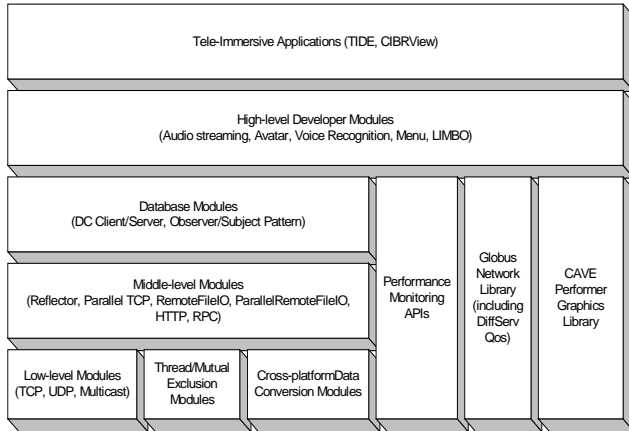 Tele-Immersive Applications (TIDE, CIBRView)
High-level Developer Modules
(Audio streaming, Avatar, Voice Recognition, Menu, LIMBO)
Database Modules
(DC Client/Server, Observer/Subject Pattern)
Middle-level Modules
(Reflector, Parallel TCP, RemoteFileIO, ParallelRemoteFileIO,
HTTP, RPC)
Low-level Modules
(TCP, UDP, Multicast)
Thread/Mutual
Exclusion
Modules
Cross-platformData
Conversion Modules
Performance
Monitoring
APIs
Globus
Network
Library
(including
DiffServ
Qos)
CAVE
Performer
Graphics
Library